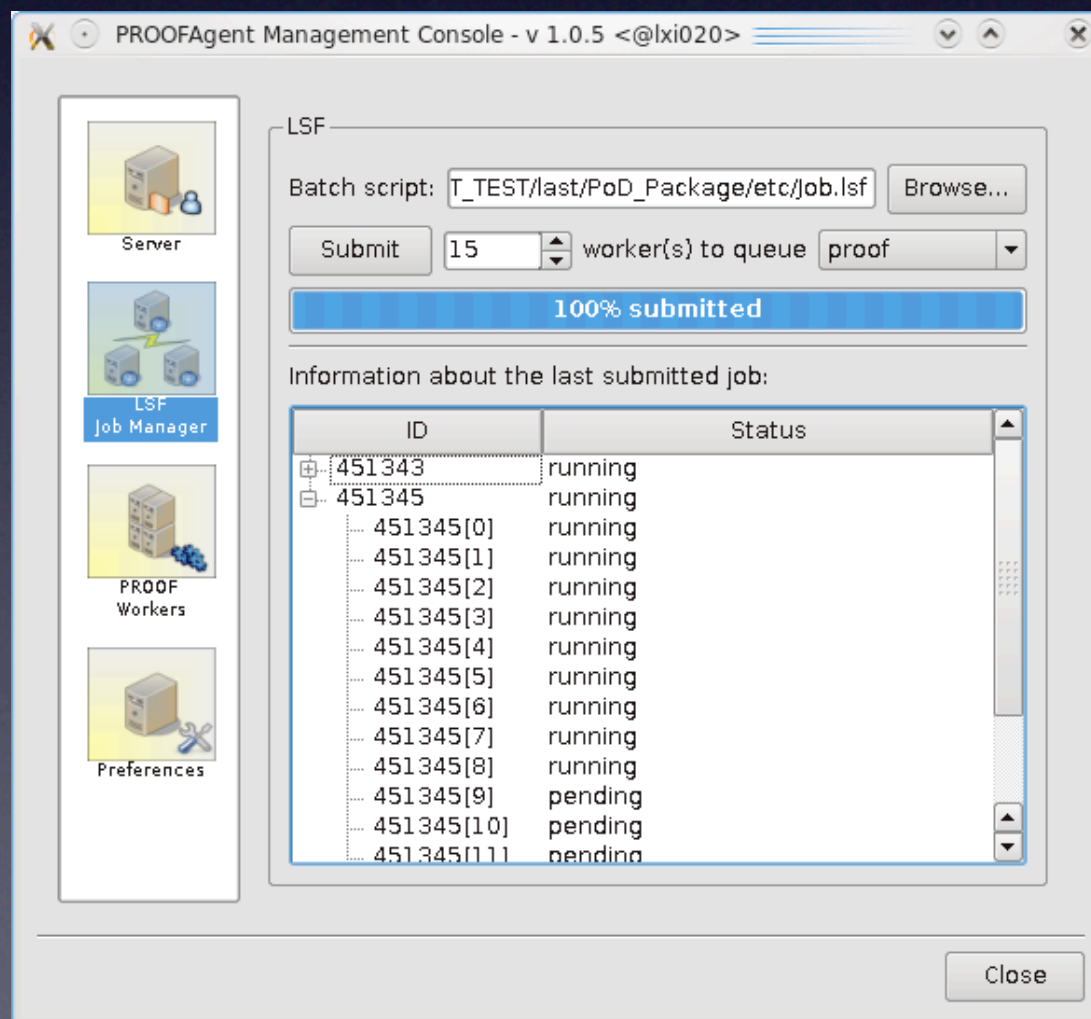 PROOFAgent Management Console - v 1.0.5 <@lxi020>
Server
LSF
Job Manager
PROOF
Workers
Preferences
LSF
Batch script: T_TEST/last/PoD_Package/etc/Job.lsf Browse...
Submit 15 worker(s) to queue proof
100% submitted
Information about the last submitted job:
ID Status
451343 running
451345 running
451345[0] running
451345[1] running
451345[2] running
451345[3] running
451345[4] running
451345[5] running
451345[6] running
451345[7] running
451345[8] running
451345[9] pending
451345[10] pending
451345[11] pending
Close